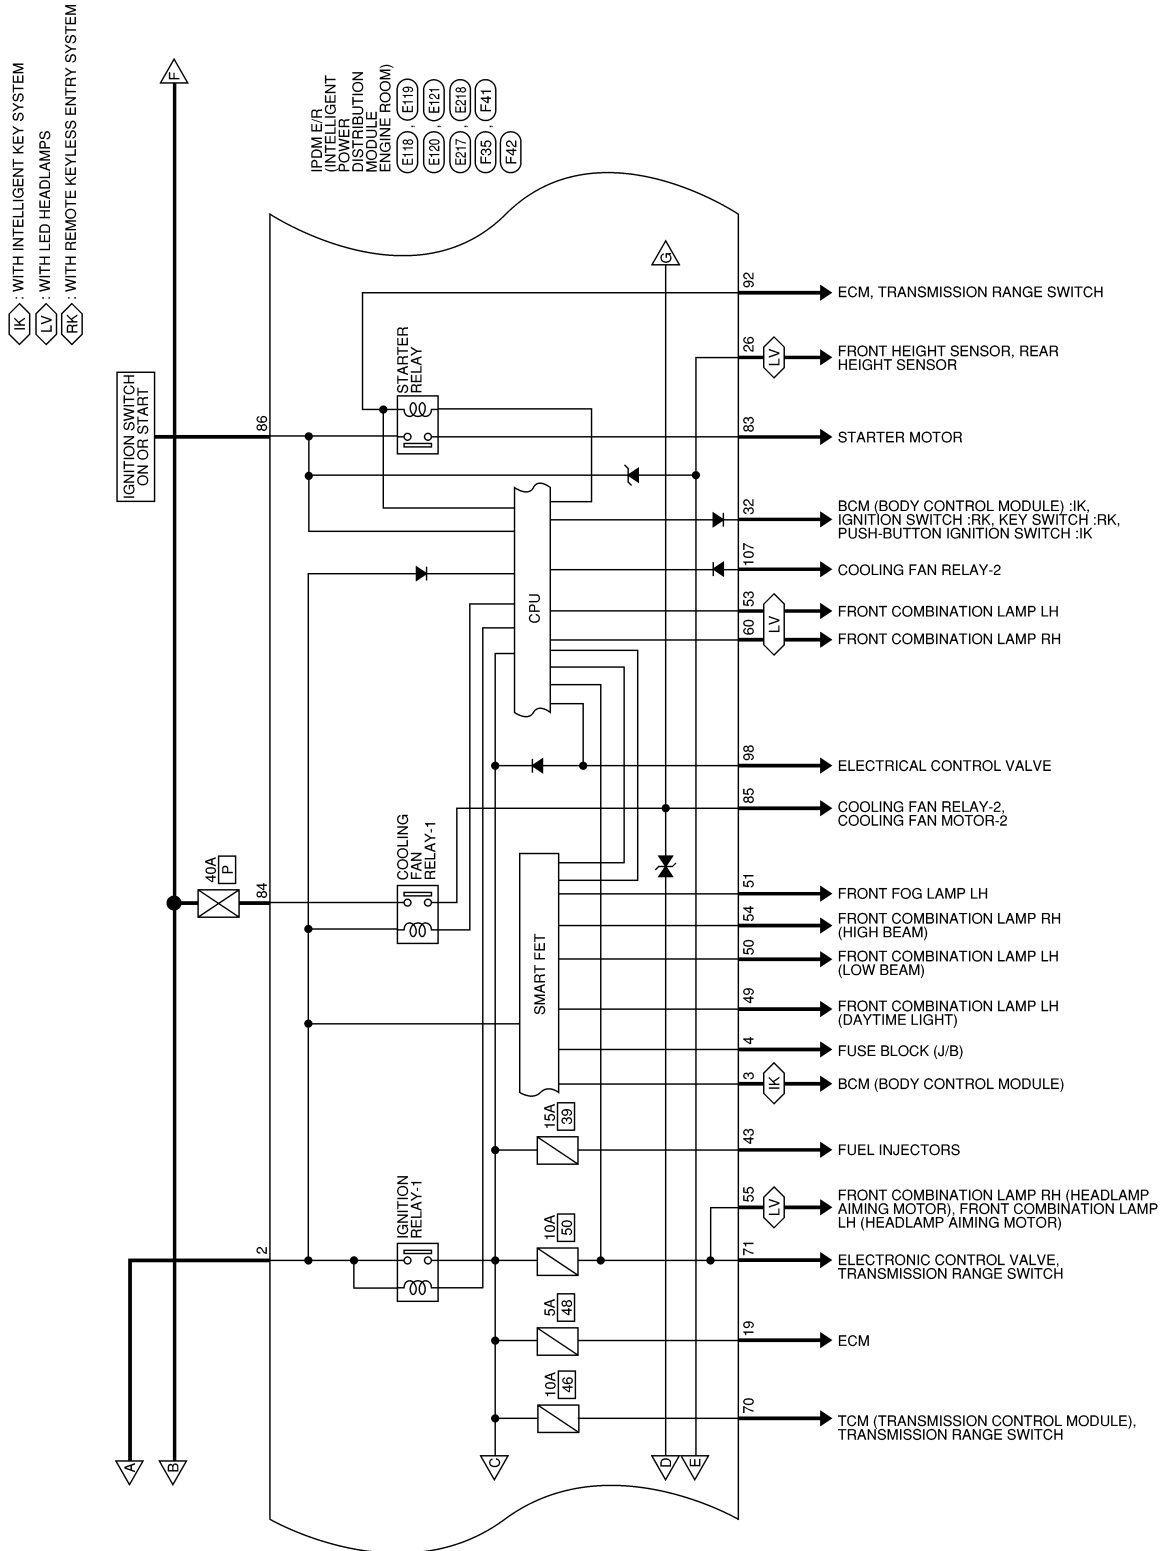 IK : WITH INTELLIGENT KEY SYSTEM
LV : WITH LED HEADLAMPS
RK : WITH REMOTE KEYLESS ENTRY SYSTEM
F
IPDM E/R
(INTELLIGENT
POWER
DISTRIBUTION
MODULE
ENGINE ROOM)
E118 , E119
E120 , E121
E217 , E218
F35 , F41
F42
IGNITION SWITCH
ON OR START
86
G
92
ECM, TRANSMISSION RANGE SWITCH
STARTER
RELAY
26
LV
FRONT HEIGHT SENSOR, REAR
HEIGHT SENSOR
83
STARTER MOTOR
32
BCM (BODY CONTROL MODULE) :IK,
IGNITION SWITCH :RK, KEY SWITCH :RK,
PUSH-BUTTON IGNITION SWITCH :IK
107
COOLING FAN RELAY-2
CPU
53
FRONT COMBINATION LAMP LH
LV
60
FRONT COMBINATION LAMP RH
98
ELECTRICAL CONTROL VALVE
85
COOLING FAN RELAY-2,
COOLING FAN MOTOR-2
40A
P
84
COOLING
FAN
RELAY-1
SMART FET
51
FRONT FOG LAMP LH
54
FRONT COMBINATION LAMP RH
(HIGH BEAM)
50
FRONT COMBINATION LAMP LH
(LOW BEAM)
49
FRONT COMBINATION LAMP LH
(DAYTIME LIGHT)
4
FUSE BLOCK (J/B)
3
IK
BCM (BODY CONTROL MODULE)
15A
39
43
FUEL INJECTORS
55
LV
FRONT COMBINATION LAMP RH (HEADLAMP
AIMING MOTOR), FRONT COMBINATION LAMP
LH (HEADLAMP AIMING MOTOR)
2
IGNITION
RELAY-1
10A
50
71
ELECTRONIC CONTROL VALVE,
TRANSMISSION RANGE SWITCH
5A
48
19
ECM
10A
46
70
TCM (TRANSMISSION CONTROL MODULE),
TRANSMISSION RANGE SWITCH
A
B
C
D
E